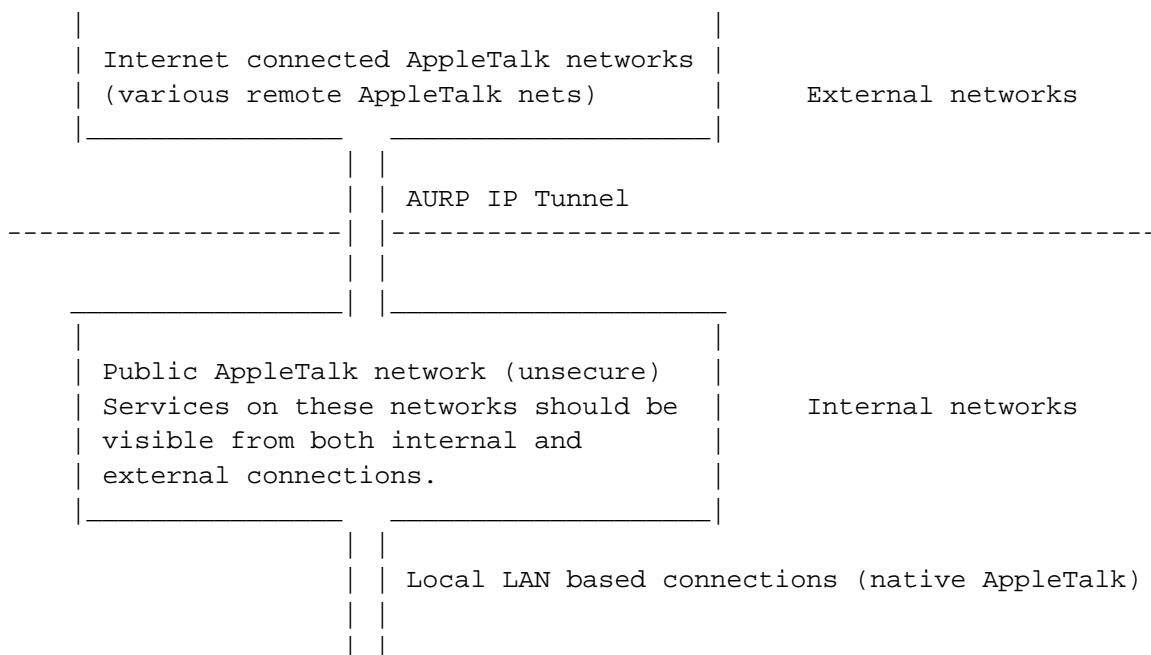 Internet connected AppleTalk networks
(various remote AppleTalk nets) External networks
AURP IP Tunnel
Public AppleTalk network (unsecure)
Services on these networks should be Internal networks
visible from both internal and
external connections.
Local LAN based connections (native AppleTalk)